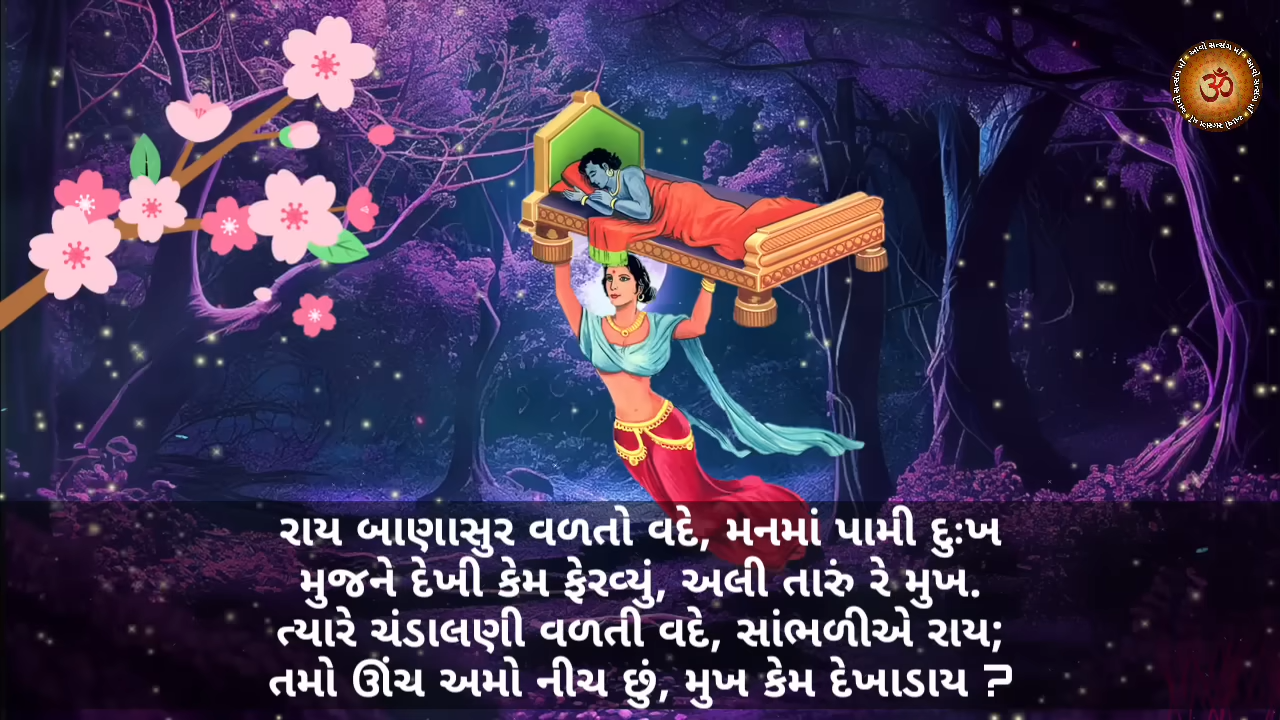 ૐ
રાય બાણાસુર વળતો વદે, મનમાં પામી દુઃખ
મુજને દેખી કેમ ફેરવ્યું, અલી તારું રે મુખ.
ત્યારે ચંડાલણી વળતી વદે, સાંભળીએ રાય;
તમો ઊંચ અમો નીચ છું, મુખ કેમ દેખાડાય ?